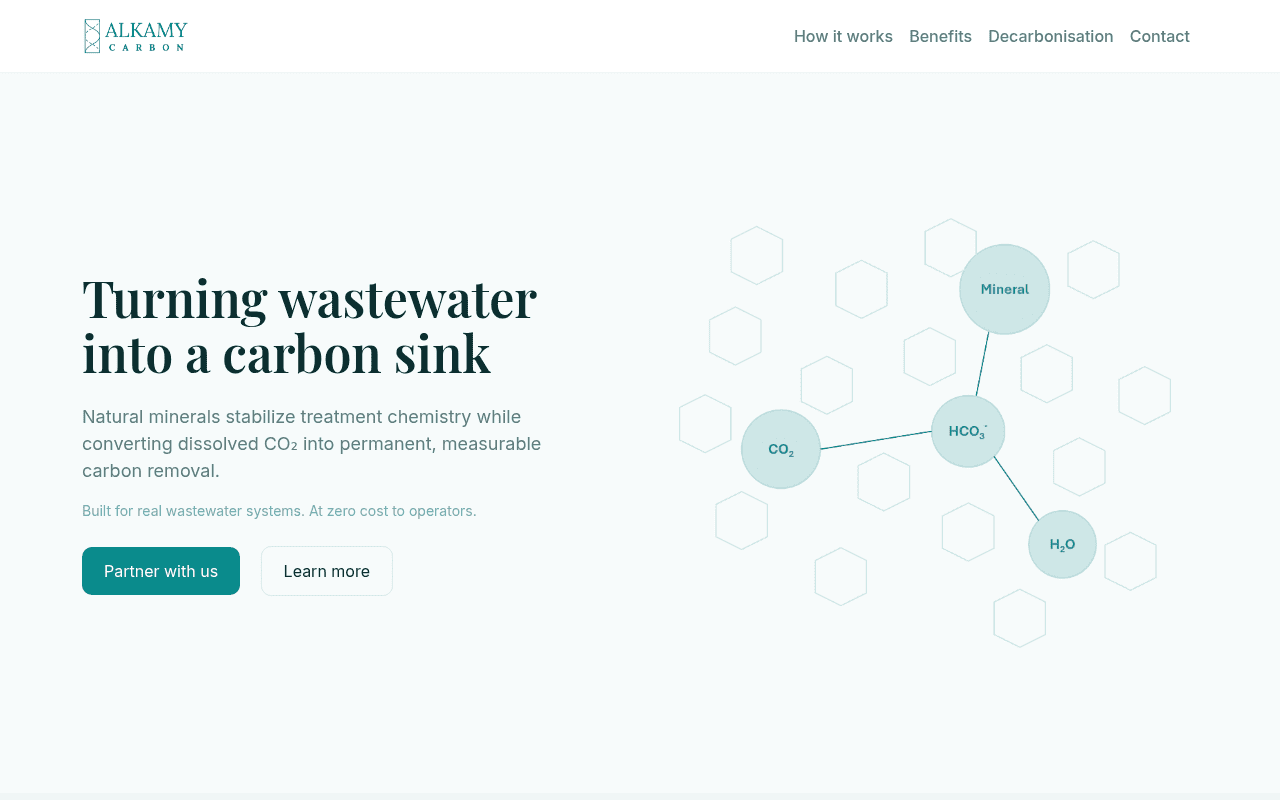 ALKAMY
CARBON
How it works
Benefits
Decarbonisation
Contact
Turning wastewater
into a carbon sink
Natural minerals stabilize treatment chemistry while
converting dissolved CO₂ into permanent, measurable
carbon removal.
Built for real wastewater systems. At zero cost to operators.
Partner with us
Learn more
Mineral
HCO₃⁻
CO₂
H₂O